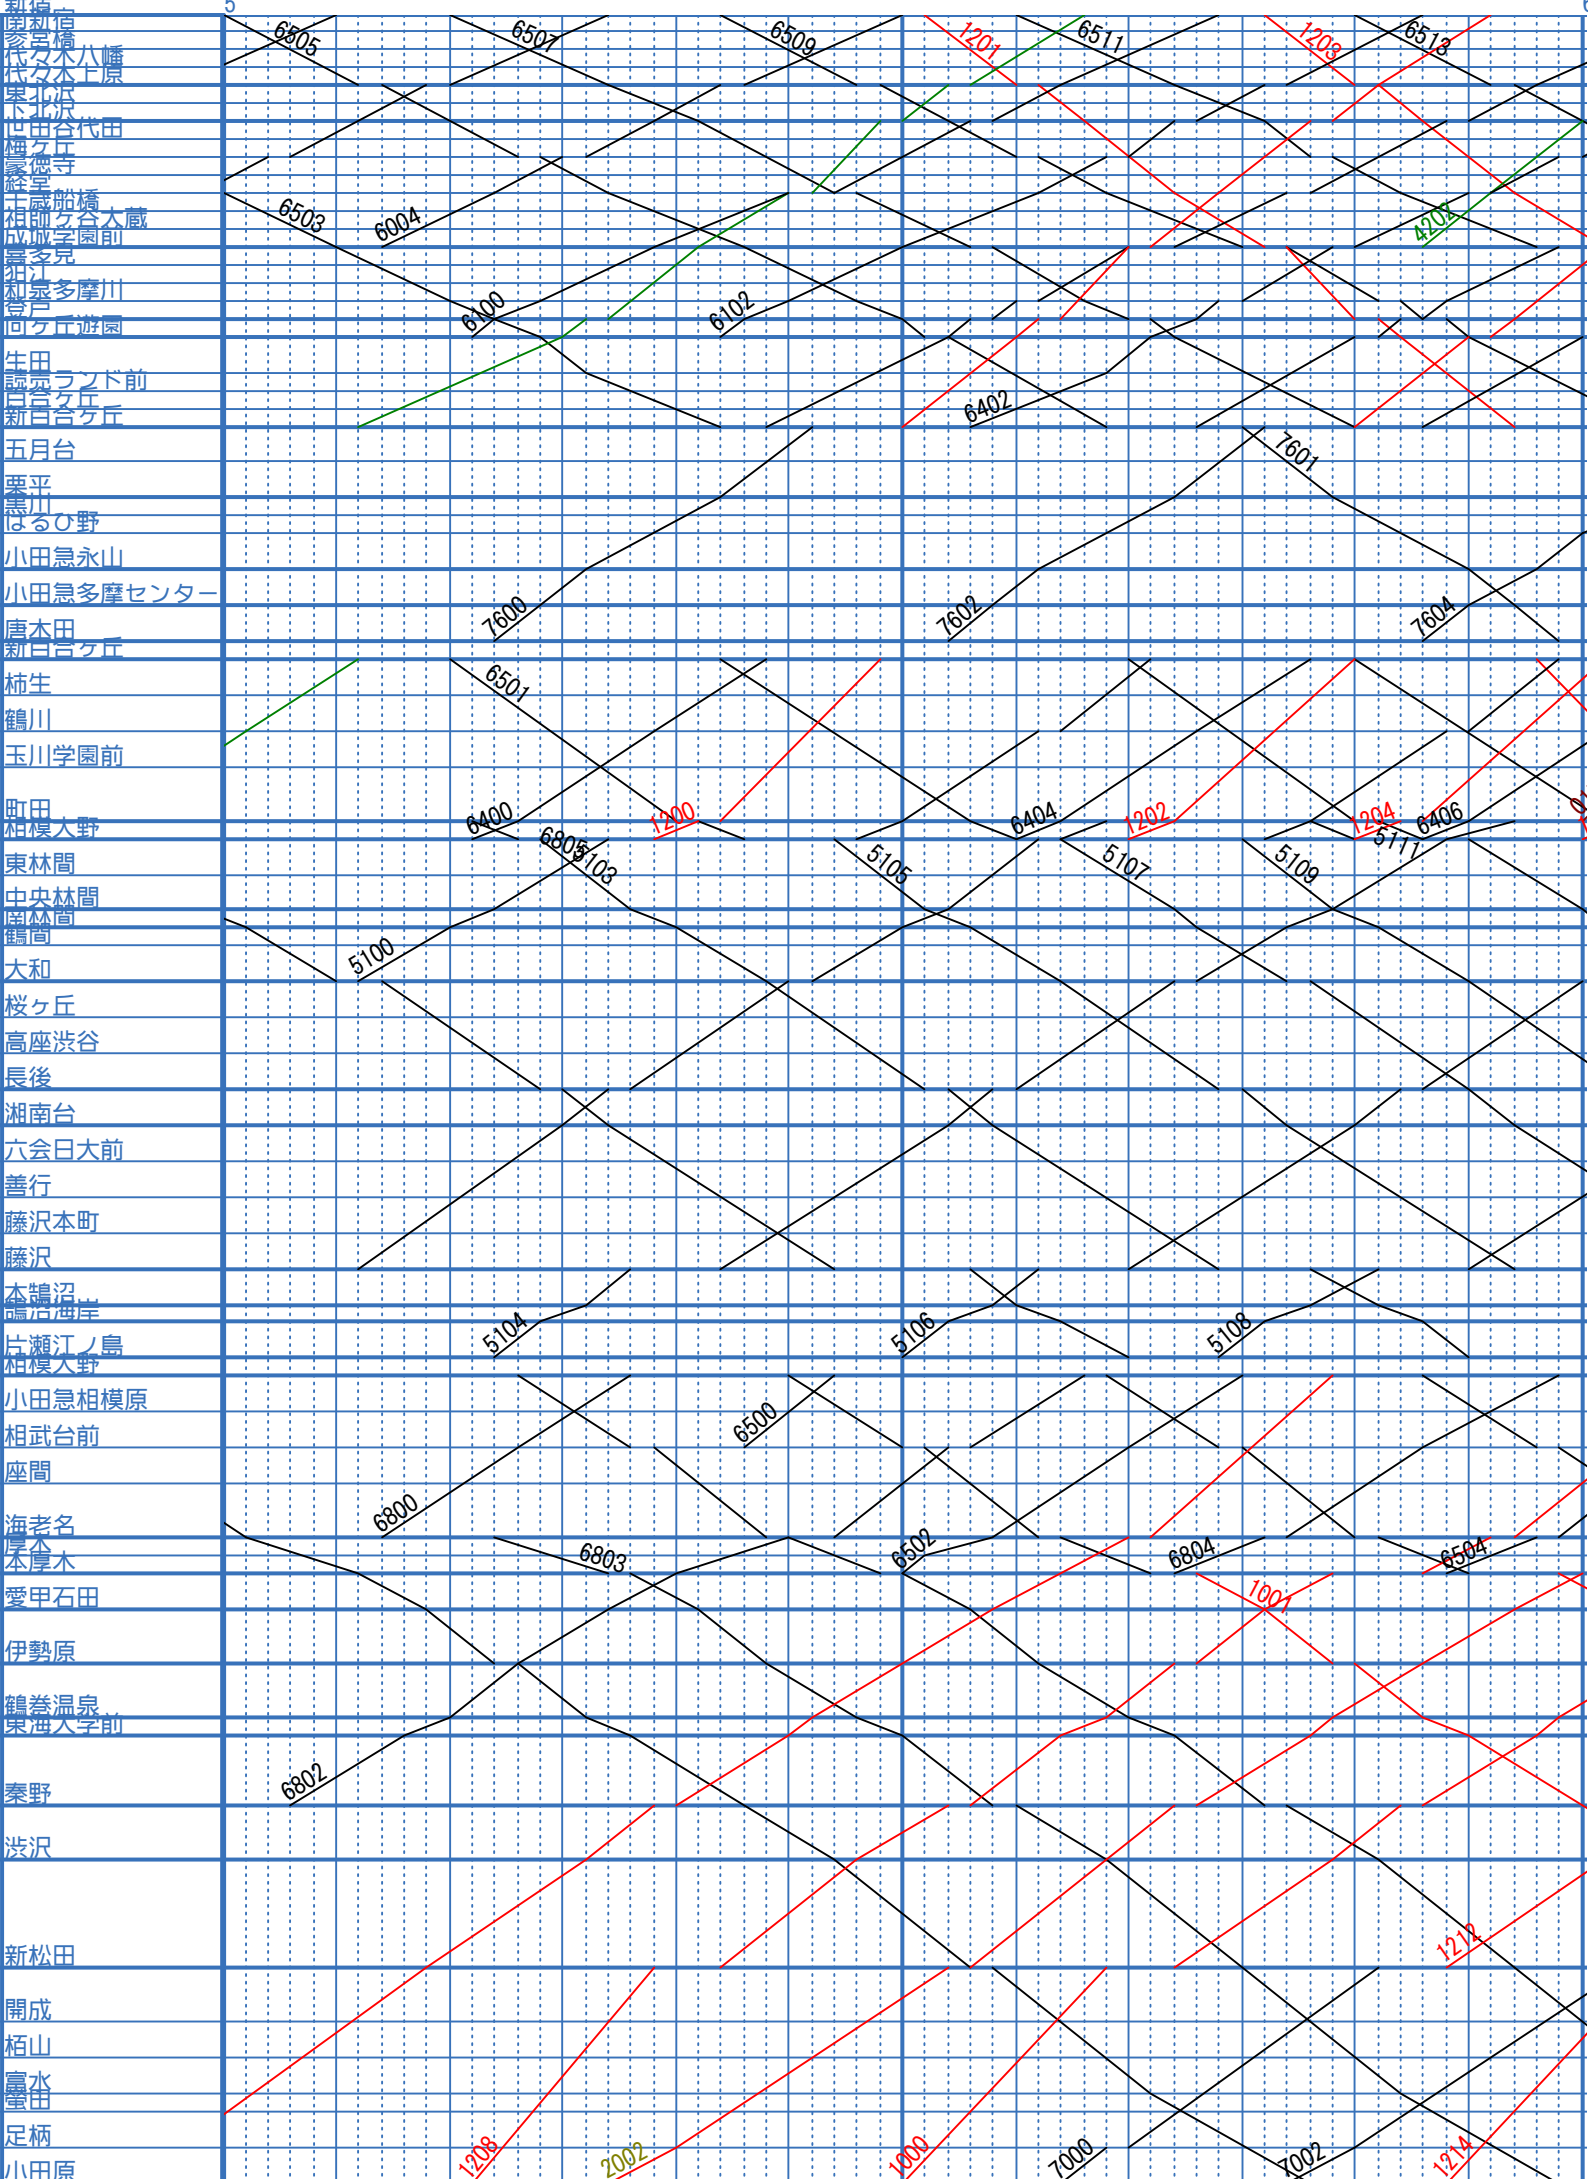 新宿 5 6
南新宿 6505 6507 6509 1201 6511 1203 6513
参宮橋
代々木八幡
代々木上原
東北沢
下北沢
世田谷代田
梅ヶ丘
豪徳寺
経堂
千歳船橋
祖師ヶ谷大蔵 6503 6004 4202
成城学園前
喜多見
狛江
和泉多摩川
登戸 6100 6102
向ヶ丘遊園
生田
読売ランド前
百合ヶ丘 6402
新百合ヶ丘
五月台 7601
栗平
黒川
はるひ野
小田急永山
小田急多摩センター
唐木田 7600 7602 7604
新百合ヶ丘
柿生 6501
鶴川
玉川学園前
町田 6400 1200 6404 1202 1204 6406
相模大野 6805 5111
東林間 5103 5105 5107 5109
中央林間
南林間
鶴間
大和 5100
桜ヶ丘
高座渋谷
長後
湘南台
六会日大前
善行
藤沢本町
藤沢
本鵠沼
鵠沼海岸
片瀬江ノ島 5104 5106 5108
相模大野
小田急相模原
相武台前 6500
座間
海老名 6800
厚木
本厚木 6803 6502 6804 6504
愛甲石田 1001
伊勢原
鶴巻温泉
東海大学前
秦野 6802
渋沢
新松田 1212
開成
栢山
富水
螢田
足柄
小田原 1208 2002 1000 7000 7002 1214